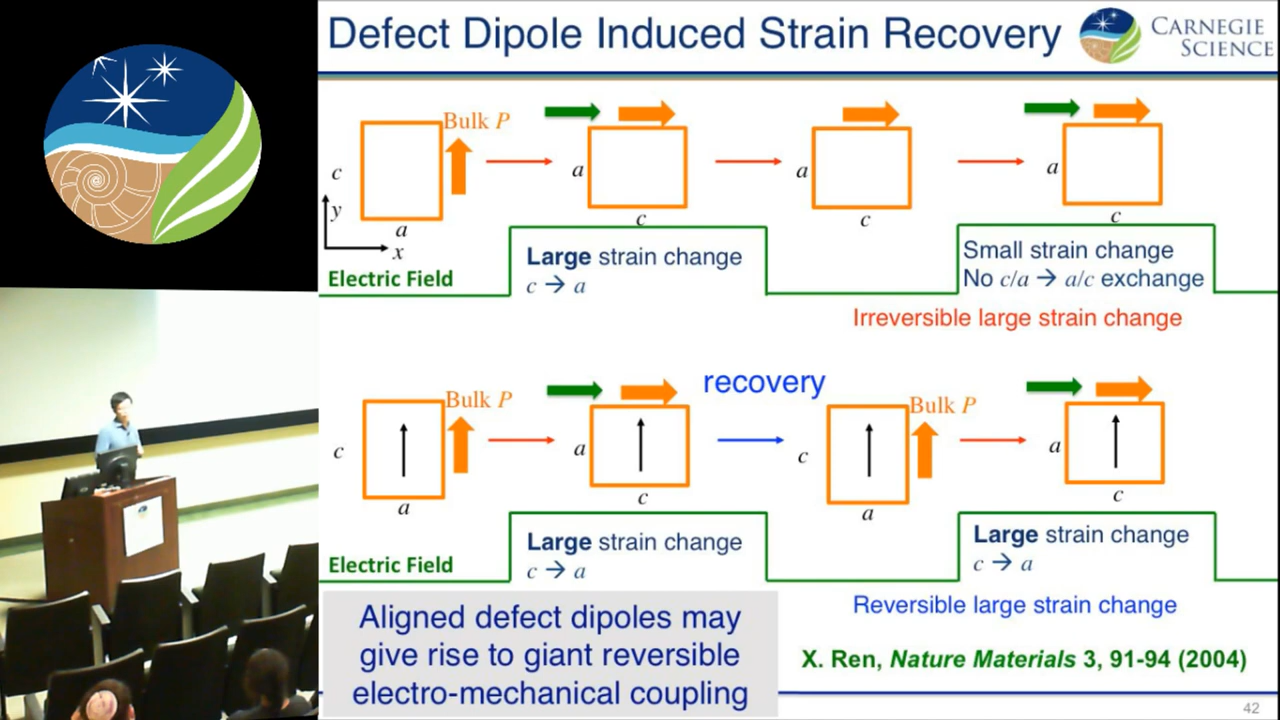 Defect Dipole Induced Strain Recovery
CARNEGIE
SCIENCE
Bulk P
c
a
y
x
a
c
a
c
a
c
Electric Field
Large strain change
c → a
Small strain change
No c/a → a/c exchange
Irreversible large strain change
recovery
Bulk P
Bulk P
c
a
a
c
c
a
a
c
Electric Field
Large strain change
c → a
Large strain change
c → a
Reversible large strain change
Aligned defect dipoles may
give rise to giant reversible
electro-mechanical coupling
X. Ren, Nature Materials 3, 91-94 (2004)
42